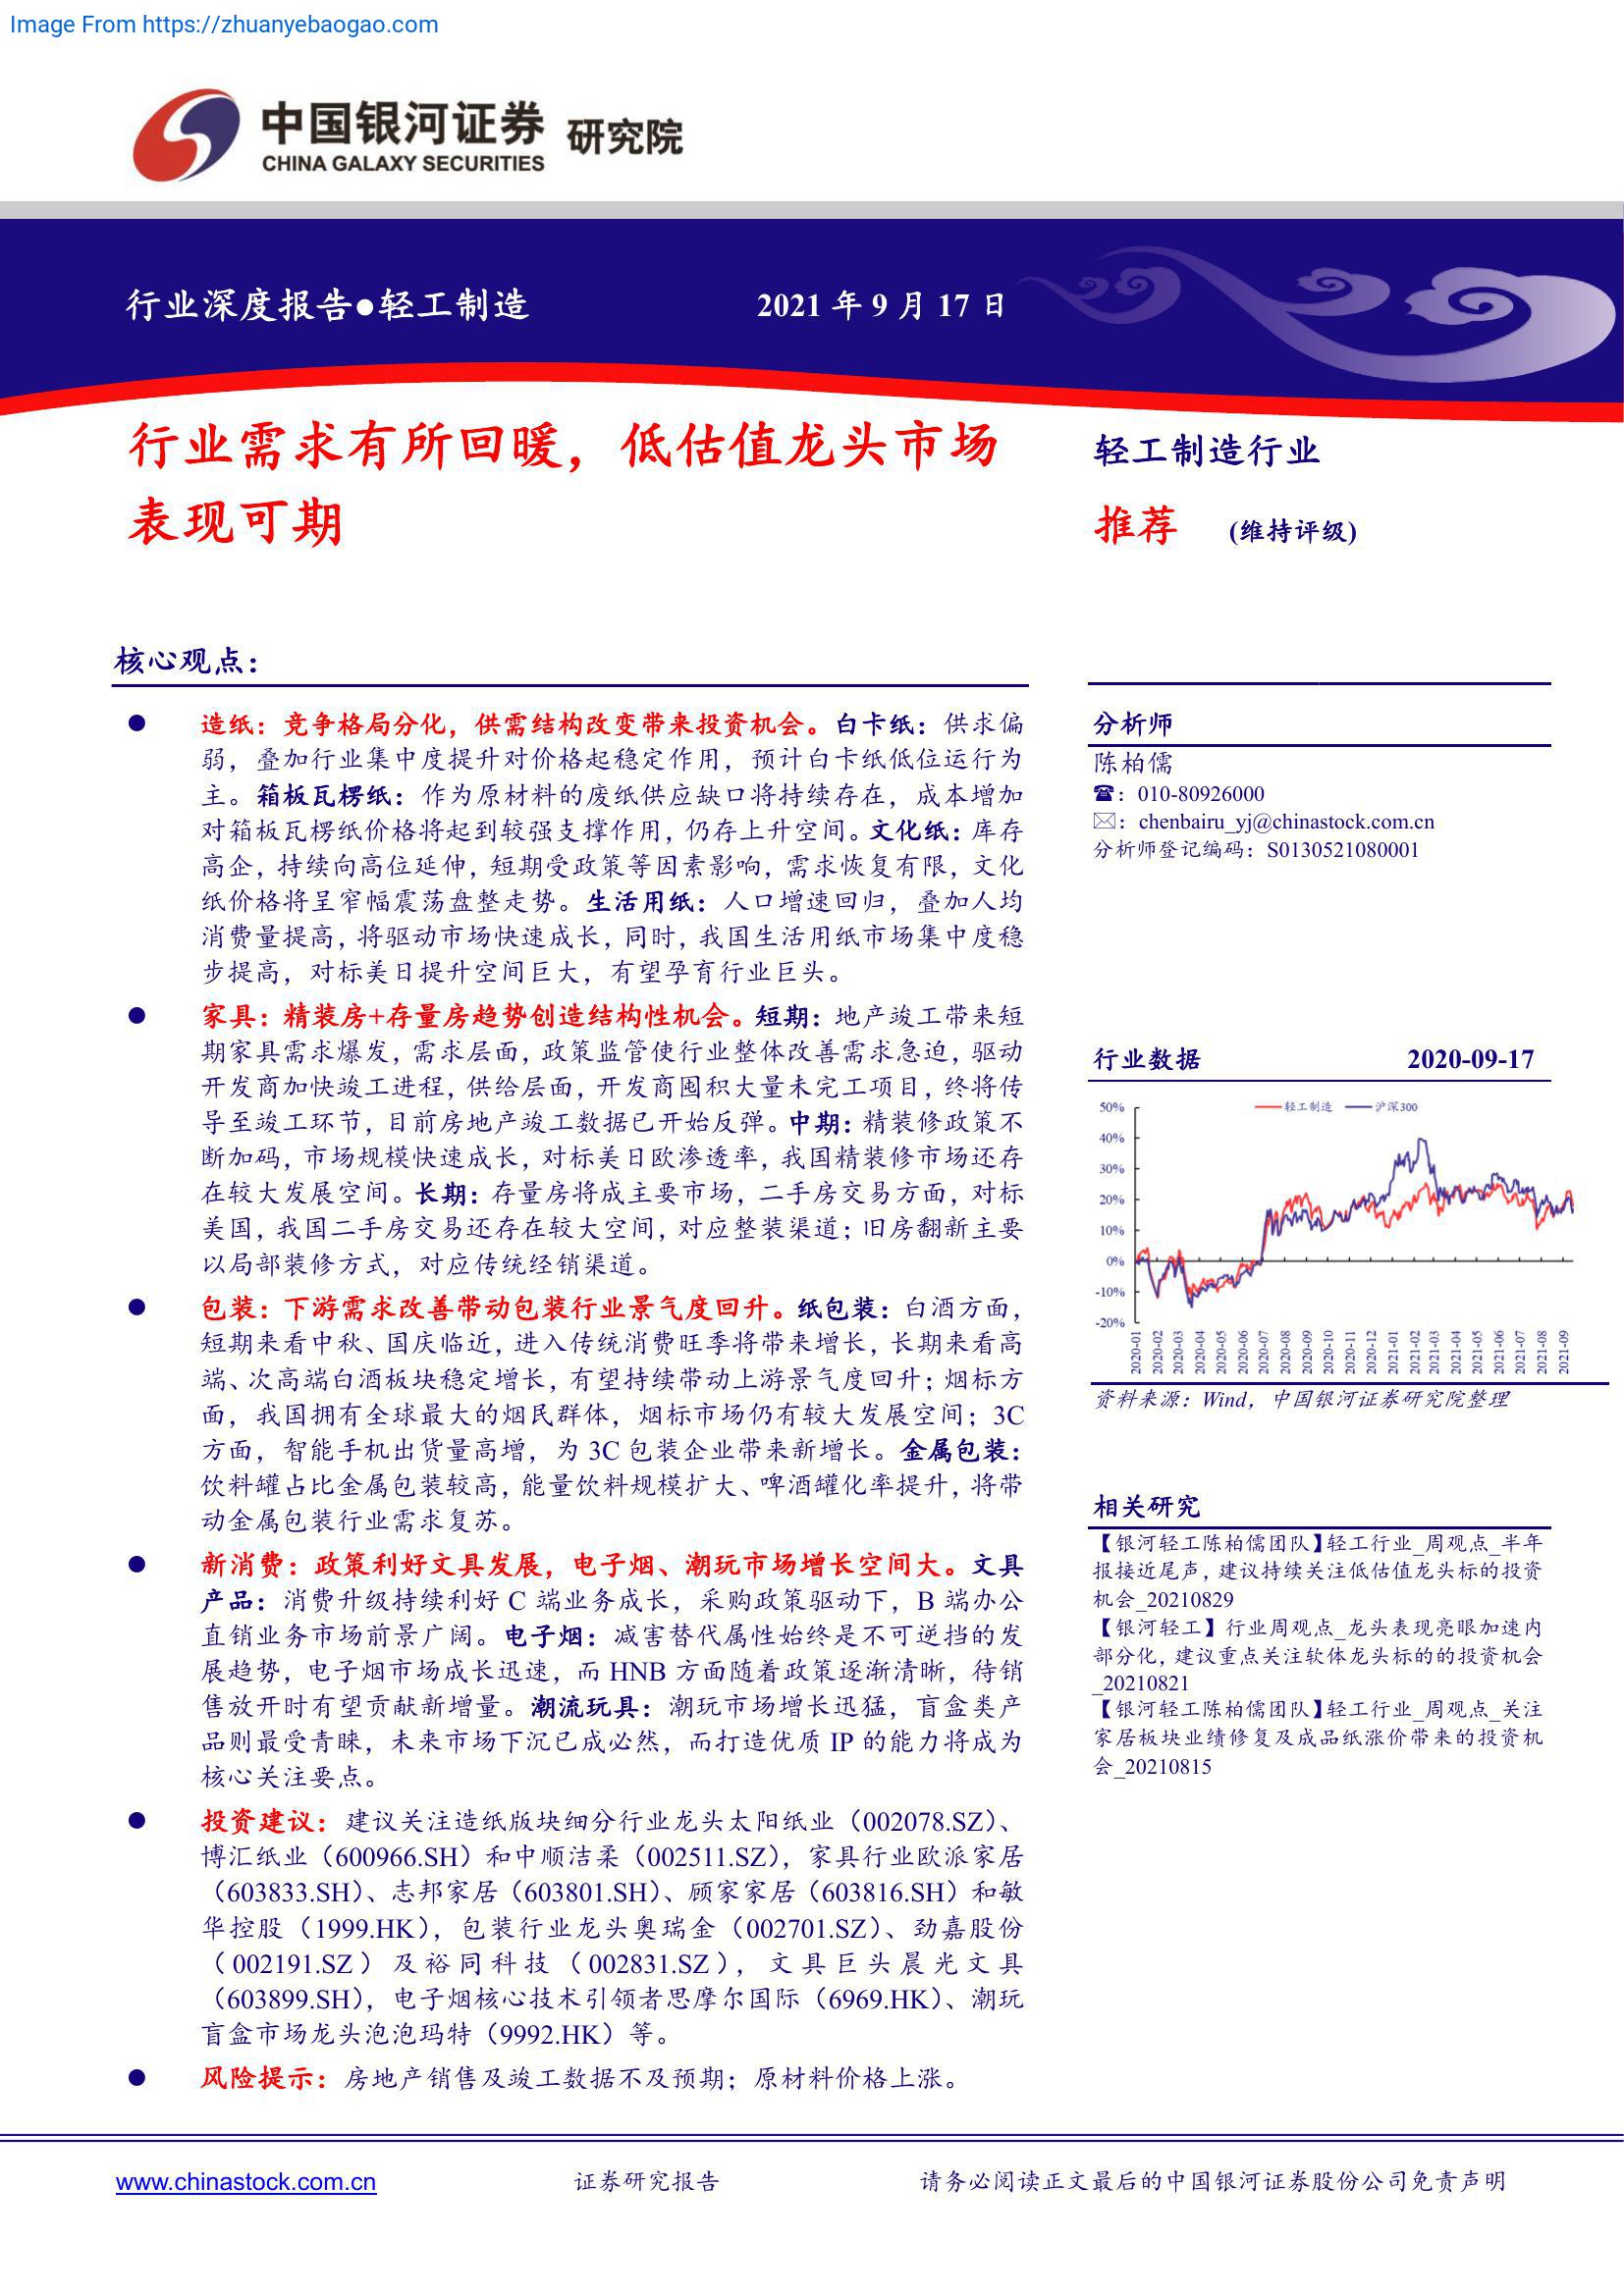 Image From https://zhuanyebaogao.com
中国银河证券 研究院
CHINA GALAXY SECURITIES
行业深度报告●轻工制造
2021 年 9 月 17 日
行业需求有所回暖，低估值龙头市场
表现可期
轻工制造行业
推荐 (维持评级)
核心观点：
● 造纸：竞争格局分化，供需结构改变带来投资机会。白卡纸：供求偏
弱，叠加行业集中度提升对价格起稳定作用，预计白卡纸低位运行为
主。箱板瓦楞纸：作为原材料的废纸供应缺口将持续存在，成本增加
对箱板瓦楞纸价格将起到较强支撑作用，仍存上升空间。文化纸：库存
高企，持续向高位延伸，短期受政策等因素影响，需求恢复有限，文化
纸价格将呈窄幅震荡盘整走势。生活用纸：人口增速回归，叠加人均
消费量提高，将驱动市场快速成长，同时，我国生活用纸市场集中度稳
步提高，对标美日提升空间巨大，有望孕育行业巨头。
● 家具：精装房+存量房趋势创造结构性机会。短期：地产竣工带来短
期家具需求爆发，需求层面，政策监管使行业整体改善需求急迫，驱动
开发商加快竣工进程，供给层面，开发商囤积大量未完工项目，终将传
导至竣工环节，目前房地产竣工数据已开始反弹。中期：精装修政策不
断加码，市场规模快速成长，对标美日欧渗透率，我国精装修市场还存
在较大发展空间。长期：存量房将成主要市场，二手房交易方面，对标
美国，我国二手房交易还存在较大空间，对应整装渠道；旧房翻新主要
以局部装修方式，对应传统经销渠道。
● 包装：下游需求改善带动包装行业景气度回升。纸包装：白酒方面，
短期来看中秋、国庆临近，进入传统消费旺季将带来增长，长期来看高
端、次高端白酒板块稳定增长，有望持续带动上游景气度回升；烟标方
面，我国拥有全球最大的烟民群体，烟标市场仍有较大发展空间；3C
方面，智能手机出货量高增，为 3C 包装企业带来新增长。金属包装：
饮料罐占比金属包装较高，能量饮料规模扩大、啤酒罐化率提升，将带
动金属包装行业需求复苏。
● 新消费：政策利好文具发展，电子烟、潮玩市场增长空间大。文具
产品：消费升级持续利好 C 端业务成长，采购政策驱动下，B 端办公
直销业务市场前景广阔。电子烟：减害替代属性始终是不可逆挡的发
展趋势，电子烟市场成长迅速，而 HNB 方面随着政策逐渐清晰，待销
售放开时有望贡献新增量。潮流玩具：潮玩市场增长迅猛，盲盒类产
品则最受青睐，未来市场下沉已成必然，而打造优质 IP 的能力将成为
核心关注要点。
● 投资建议：建议关注造纸版块细分行业龙头太阳纸业（002078.SZ）、
博汇纸业（600966.SH）和中顺洁柔（002511.SZ），家具行业欧派家居
（603833.SH）、志邦家居（603801.SH）、顾家家居（603816.SH）和敏
华控股（1999.HK），包装行业龙头奥瑞金（002701.SZ）、劲嘉股份
（002191.SZ）及裕同科技（002831.SZ），文具巨头晨光文具
（603899.SH），电子烟核心技术引领者思摩尔国际（6969.HK）、潮玩
盲盒市场龙头泡泡玛特（9992.HK）等。
● 风险提示：房地产销售及竣工数据不及预期；原材料价格上涨。
分析师
陈柏儒
☎：010-80926000
✉：chenbairu_yj@chinastock.com.cn
分析师登记编码：S0130521080001
行业数据 2020-09-17
轻工制造 沪深300
50%
40%
30%
20%
10%
0%
-10%
-20%
2020-01
2020-02
2020-03
2020-04
2020-05
2020-06
2020-07
2020-08
2020-09
2020-10
2020-11
2020-12
2021-01
2021-02
2021-03
2021-04
2021-05
2021-06
2021-07
2021-08
2021-09
资料来源：Wind，中国银河证券研究院整理
相关研究
【银河轻工陈柏儒团队】轻工行业_周观点_半年
报接近尾声，建议持续关注低估值龙头标的投资
机会_20210829
【银河轻工】行业周观点_龙头表现亮眼加速内
部分化，建议重点关注软体龙头标的的投资机会
_20210821
【银河轻工陈柏儒团队】轻工行业_周观点_关注
家居板块业绩修复及成品纸涨价带来的投资机
会_20210815
www.chinastock.com.cn
证券研究报告
请务必阅读正文最后的中国银河证券股份公司免责声明